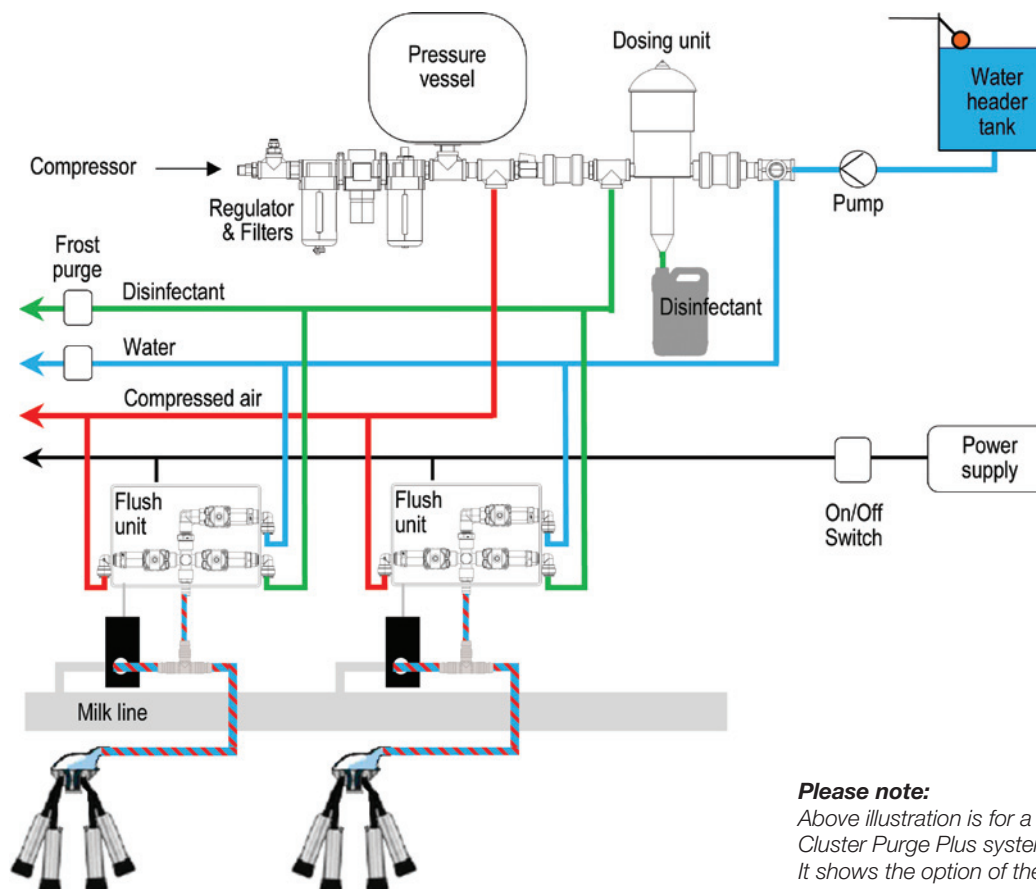 Pressure
vessel
Dosing unit
Water
header
tank
Compressor
Regulator
& Filters
Pump
Frost
purge
Disinfectant
Disinfectant
Water
Compressed air
Power
supply
On/Off
Switch
Flush
unit
Flush
unit
Milk line
Please note:
Above illustration is for a
Cluster Purge Plus system
It shows the option of the